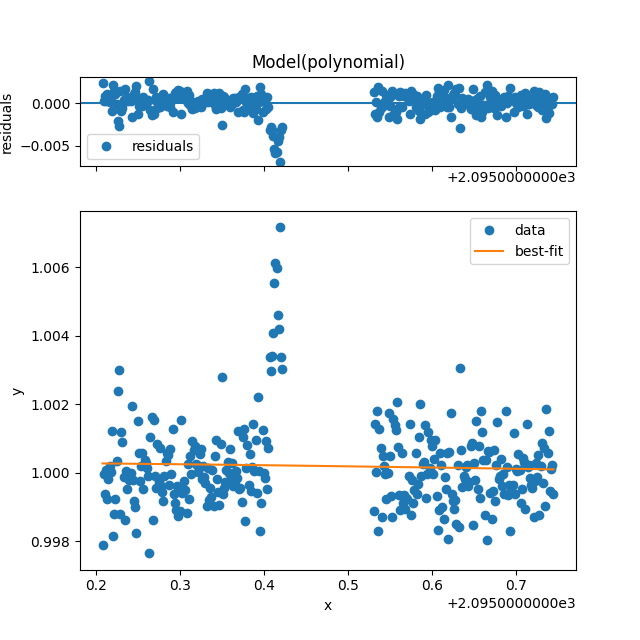 Model(polynomial)
residuals
0.000
−0.005
residuals
+2.0950000000e3
y
1.006
1.004
1.002
1.000
0.998
data
best-fit
0.2 0.3 0.4 0.5 0.6 0.7
x
+2.0950000000e3